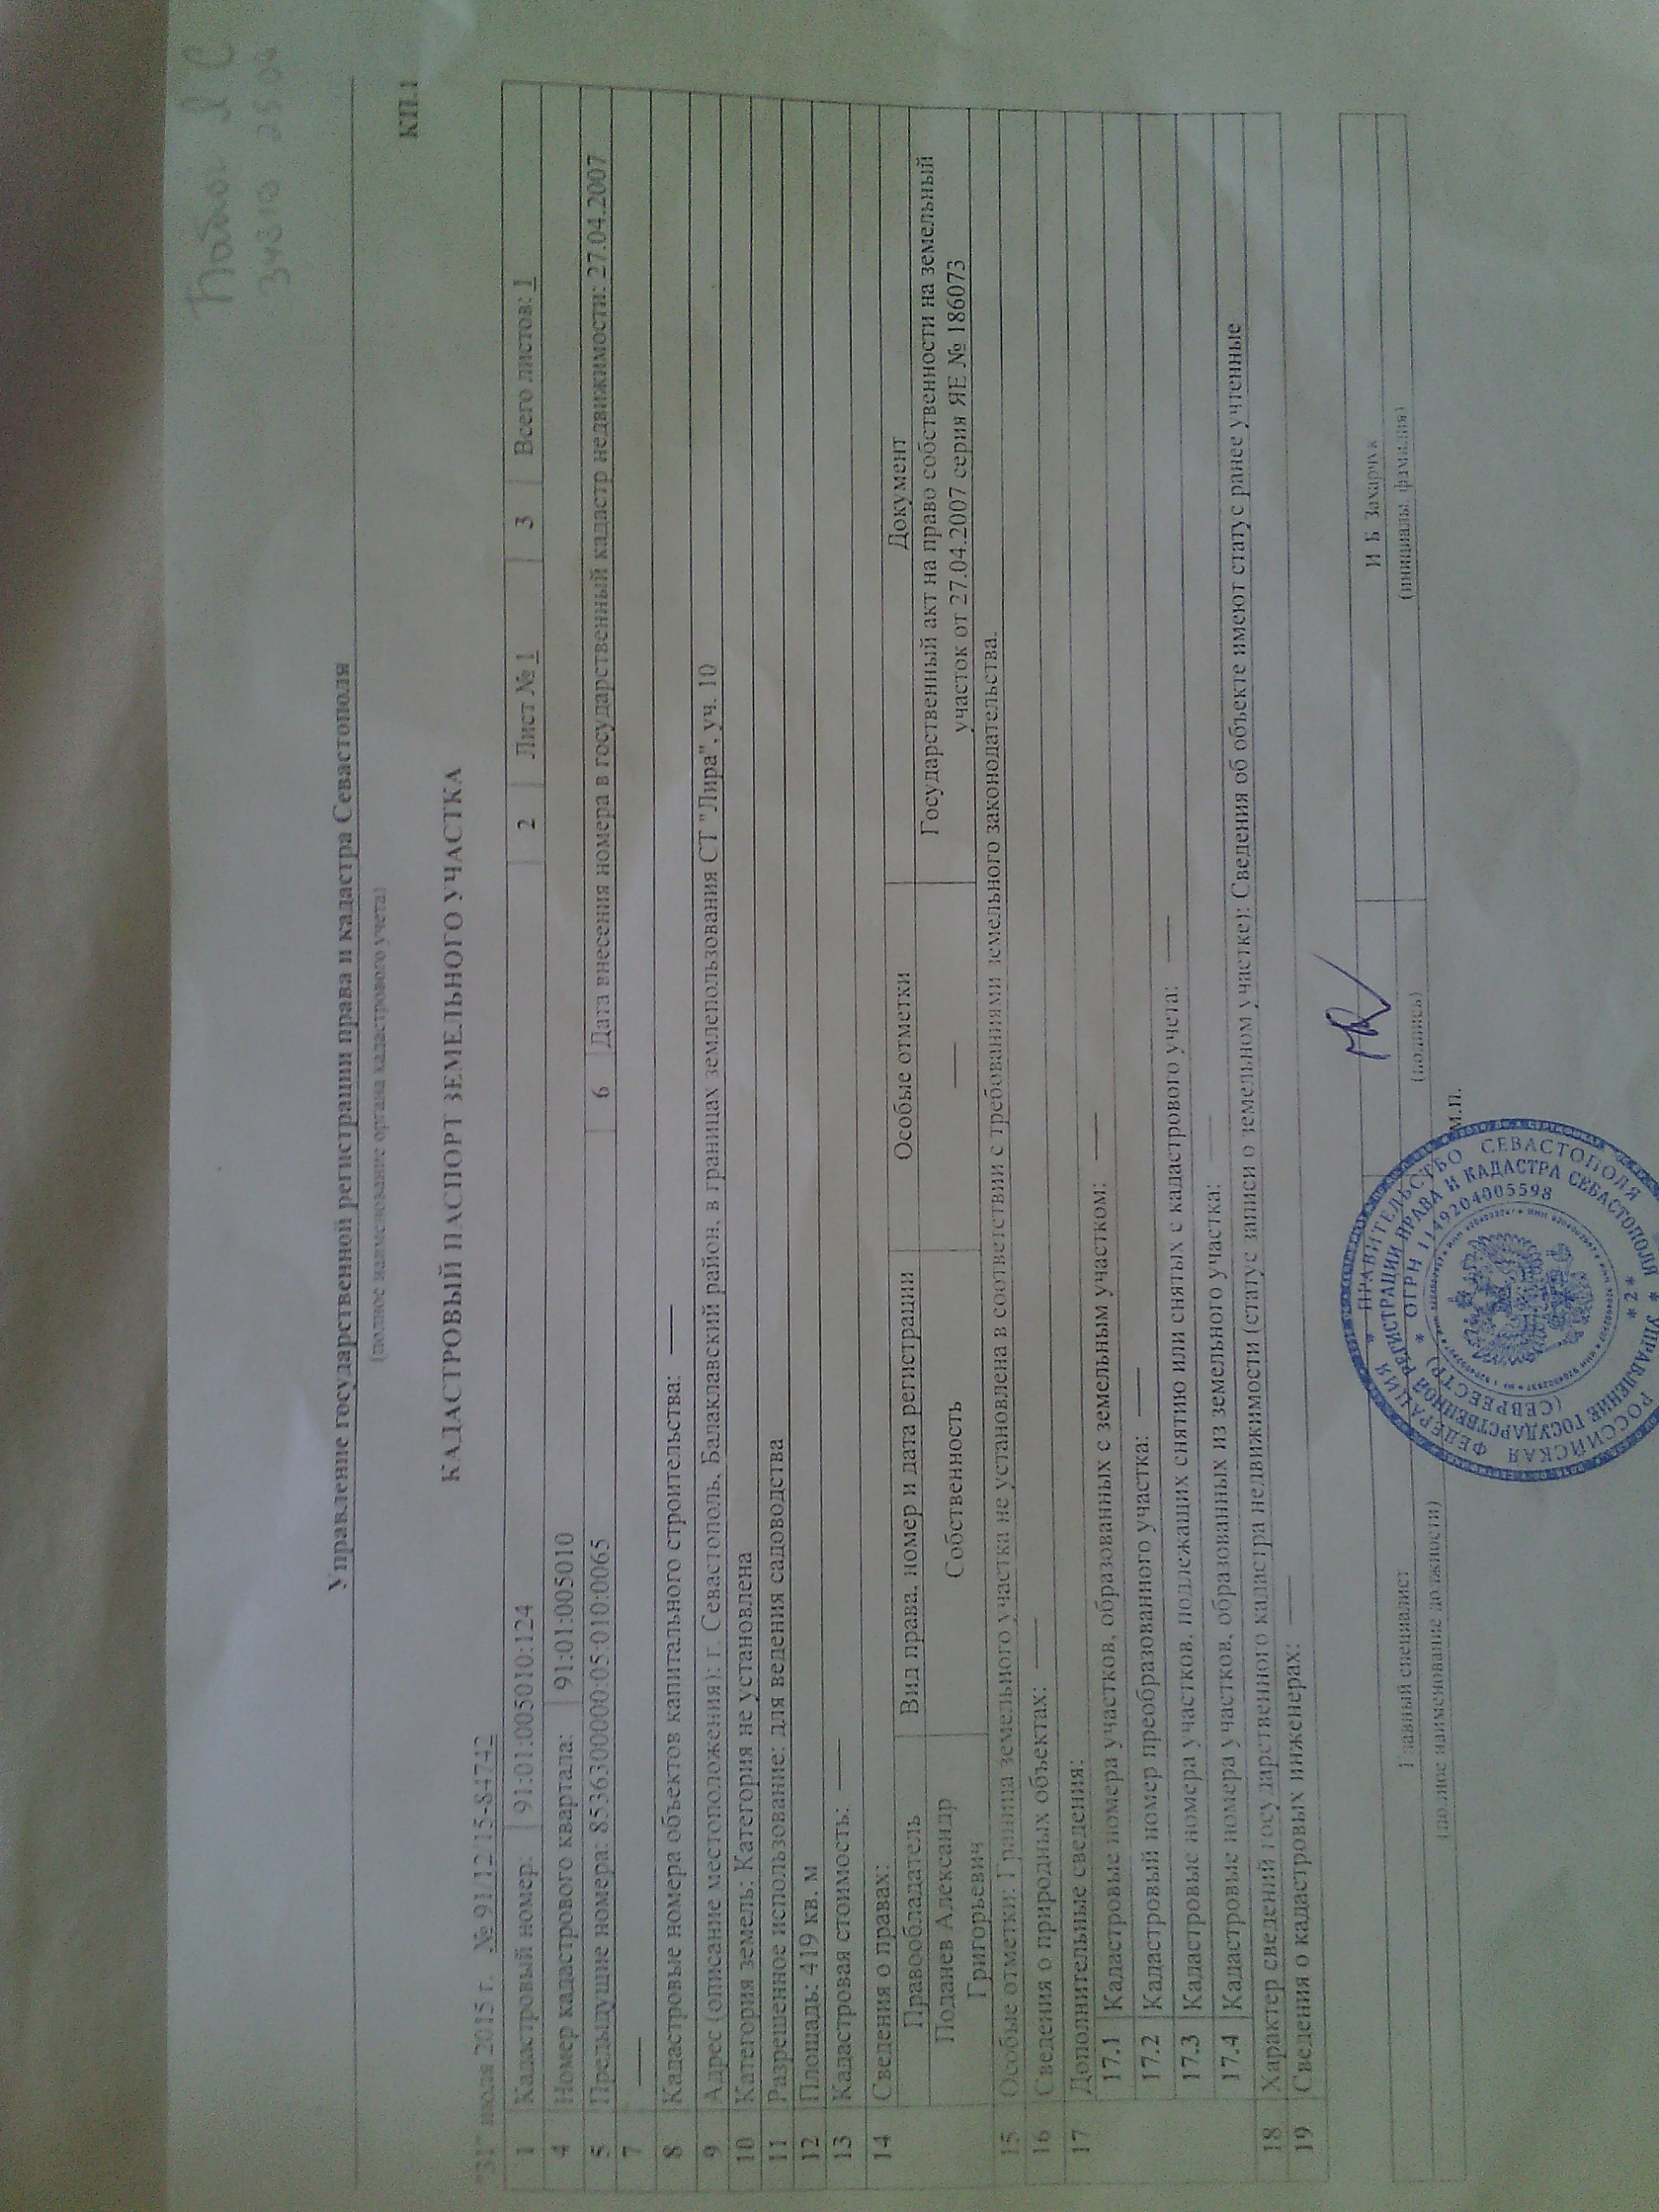 34810 2502
Управление государственной регистрации права и кадастра Севастополя
(полное наименование органа кадастрового учета)
КП.1
КАДАСТРОВЫЙ ПАСПОРТ ЗЕМЕЛЬНОГО УЧАСТКА
"31" июля 2015 г. № 91/12/15-84742
1 Кадастровый номер: 91:01:005010:124 2 Лист № 1 3 Всего листов: 1
4 Номер кадастрового квартала: 91:01:005010
5 Предыдущие номера: 8536300000:05:010:0065 6 Дата внесения номера в государственный кадастр недвижимости: 27.04.2007
7 ——
8 Кадастровые номера объектов капитального строительства: ——
9 Адрес (описание местоположения): г. Севастополь, Балаклавский район, в границах землепользования СТ "Лира", уч. 10
10 Категория земель: Категория не установлена
11 Разрешенное использование: для ведения садоводства
12 Площадь: 419 кв. м
13 Кадастровая стоимость: ——
14 Сведения о правах:
Правообладатель Вид права, номер и дата регистрации Особые отметки Документ
Поданев Александр Григорьевич Собственность —— Государственный акт на право собственности на земельный
участок от 27.04.2007 серия ЯЕ № 186073
15 Особые отметки: Граница земельного участка не установлена в соответствии с требованиями земельного законодательства.
16 Сведения о природных объектах: ——
17 Дополнительные сведения:
17.1 Кадастровые номера участков, образованных с земельным участком: ——
17.2 Кадастровый номер преобразованного участка: ——
17.3 Кадастровые номера участков, подлежащих снятию или снятых с кадастрового учета: ——
17.4 Кадастровые номера участков, образованных из земельного участка: ——
18 Характер сведений государственного кадастра недвижимости (статус записи о земельном участке): Сведения об объекте имеют статус ранее учтенные
19 Сведения о кадастровых инженерах: ——
Главный специалист И Б Захарчук
(полное наименование должности) (подпись) (инициалы, фамилия)
м.п.
РОССИЙСКАЯ ФЕДЕРАЦИЯ * ПРАВИТЕЛЬСТВО СЕВАСТОПОЛЯ
УПРАВЛЕНИЕ ГОСУДАРСТВЕННОЙ РЕГИСТРАЦИИ ПРАВА И КАДАСТРА СЕВАСТОПОЛЯ
(СЕВРЕЕСТР) * ОГРН 1149204005598
* 2 *